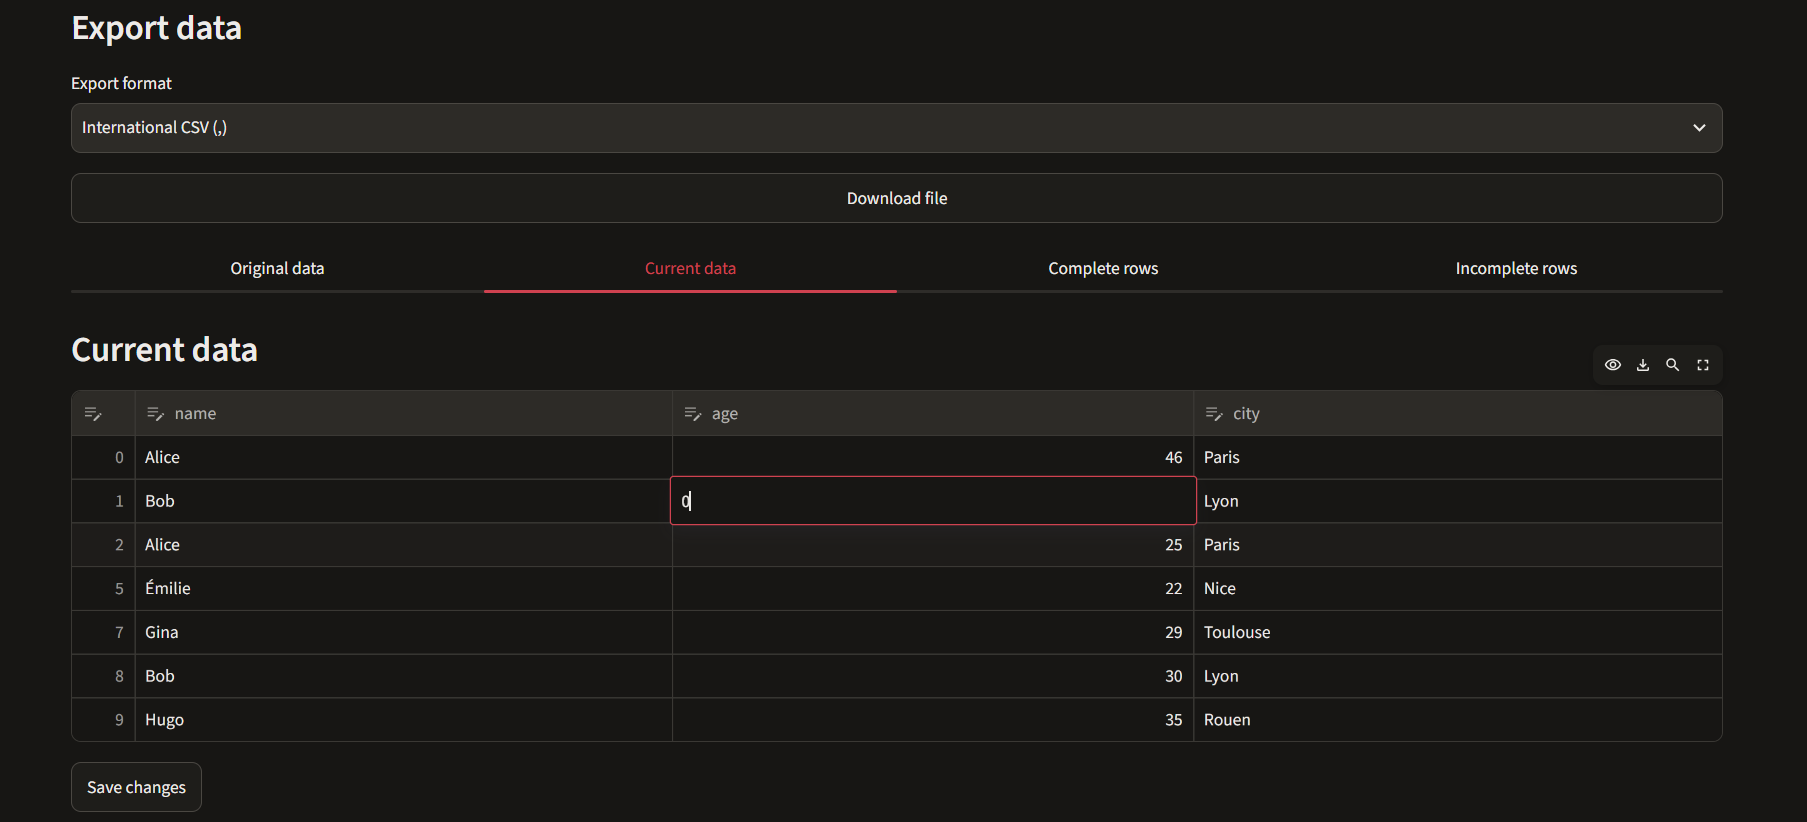 Export data
Export format
International CSV (,)
Download file
Original data Current data Complete rows Incomplete rows
Current data
name age city
0 Alice 46 Paris
1 Bob 0 Lyon
2 Alice 25 Paris
5 Émilie 22 Nice
7 Gina 29 Toulouse
8 Bob 30 Lyon
9 Hugo 35 Rouen
Save changes